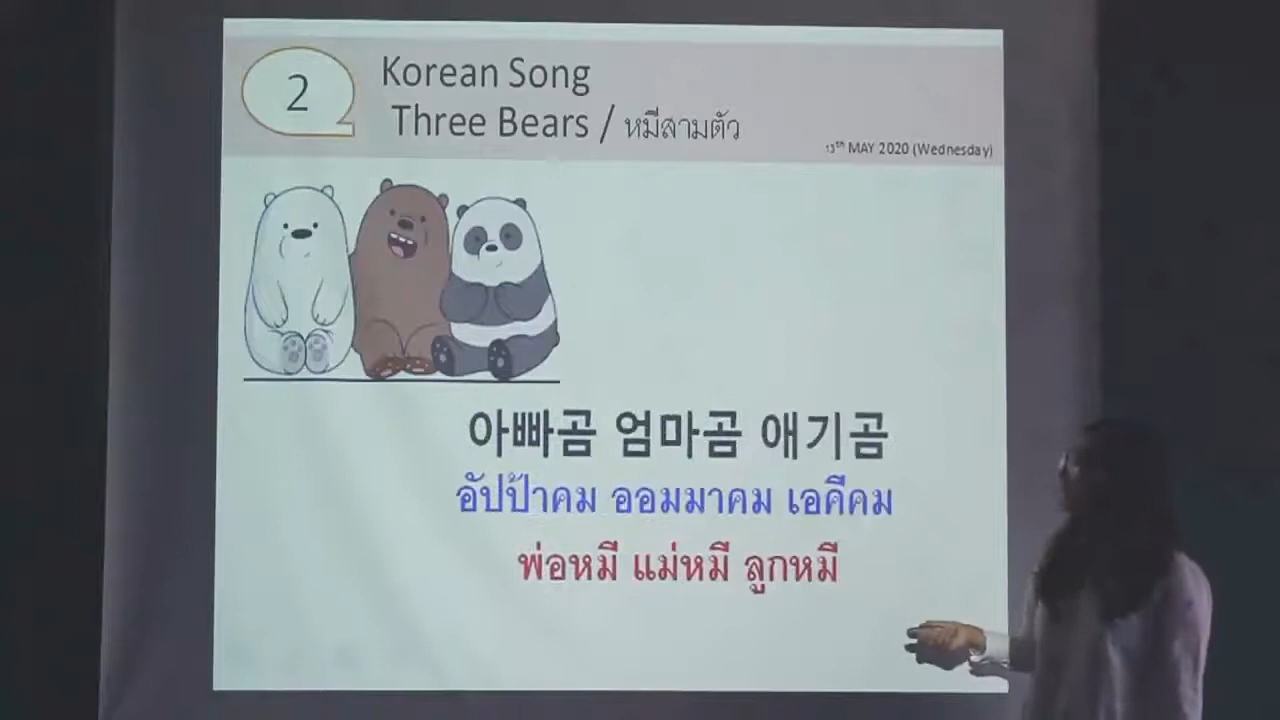 2
Korean Song
Three Bears / หมีสามตัว
13th MAY 2020 (Wednesday)
아빠곰 엄마곰 애기곰
อัปป้าคม ออมมาคม เอคีคม
พ่อหมี แม่หมี ลูกหมี